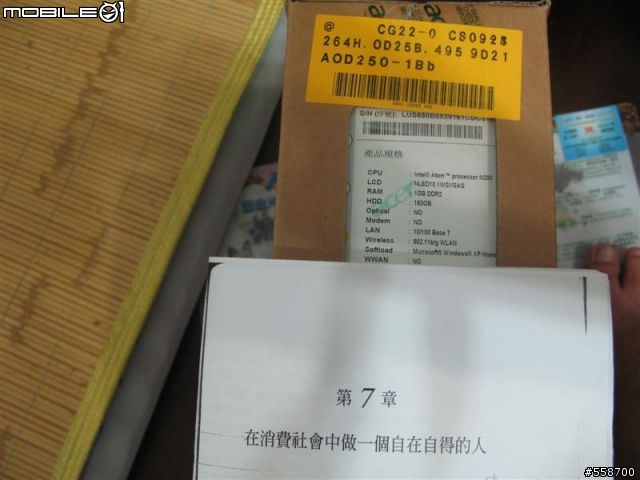 MOBILE01
@ CG22-0 CS0928
264H. 0D25B. 495 9D21
AOD250-1Bb
S/N (序號):
產品規格
CPU : Intel® Atom™ processor
LCD
RAM : 1GB DDR2
HDD : 160GB
Optical : NO
Modem : NO
LAN : 10/100 Base T
Wireless : 802.11b/g WLAN
Softload : Microsoft® Windows® XP Home
WWAN : NO
acer
第7章
在消費社會中做一個自在自得的人
#558700